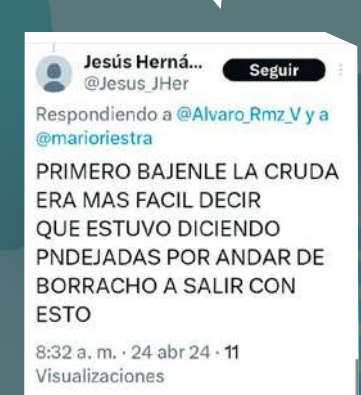 Jesús Herná...
@Jesus_JHer
Seguir
Respondiendo a @Alvaro_Rmz_V y a
@marioriestra
PRIMERO BAJENLE LA CRUDA
ERA MAS FACIL DECIR
QUE ESTUVO DICIENDO
PNDEJADAS POR ANDAR DE
BORRACHO A SALIR CON
ESTO
8:32 a. m. · 24 abr 24 · 11
Visualizaciones